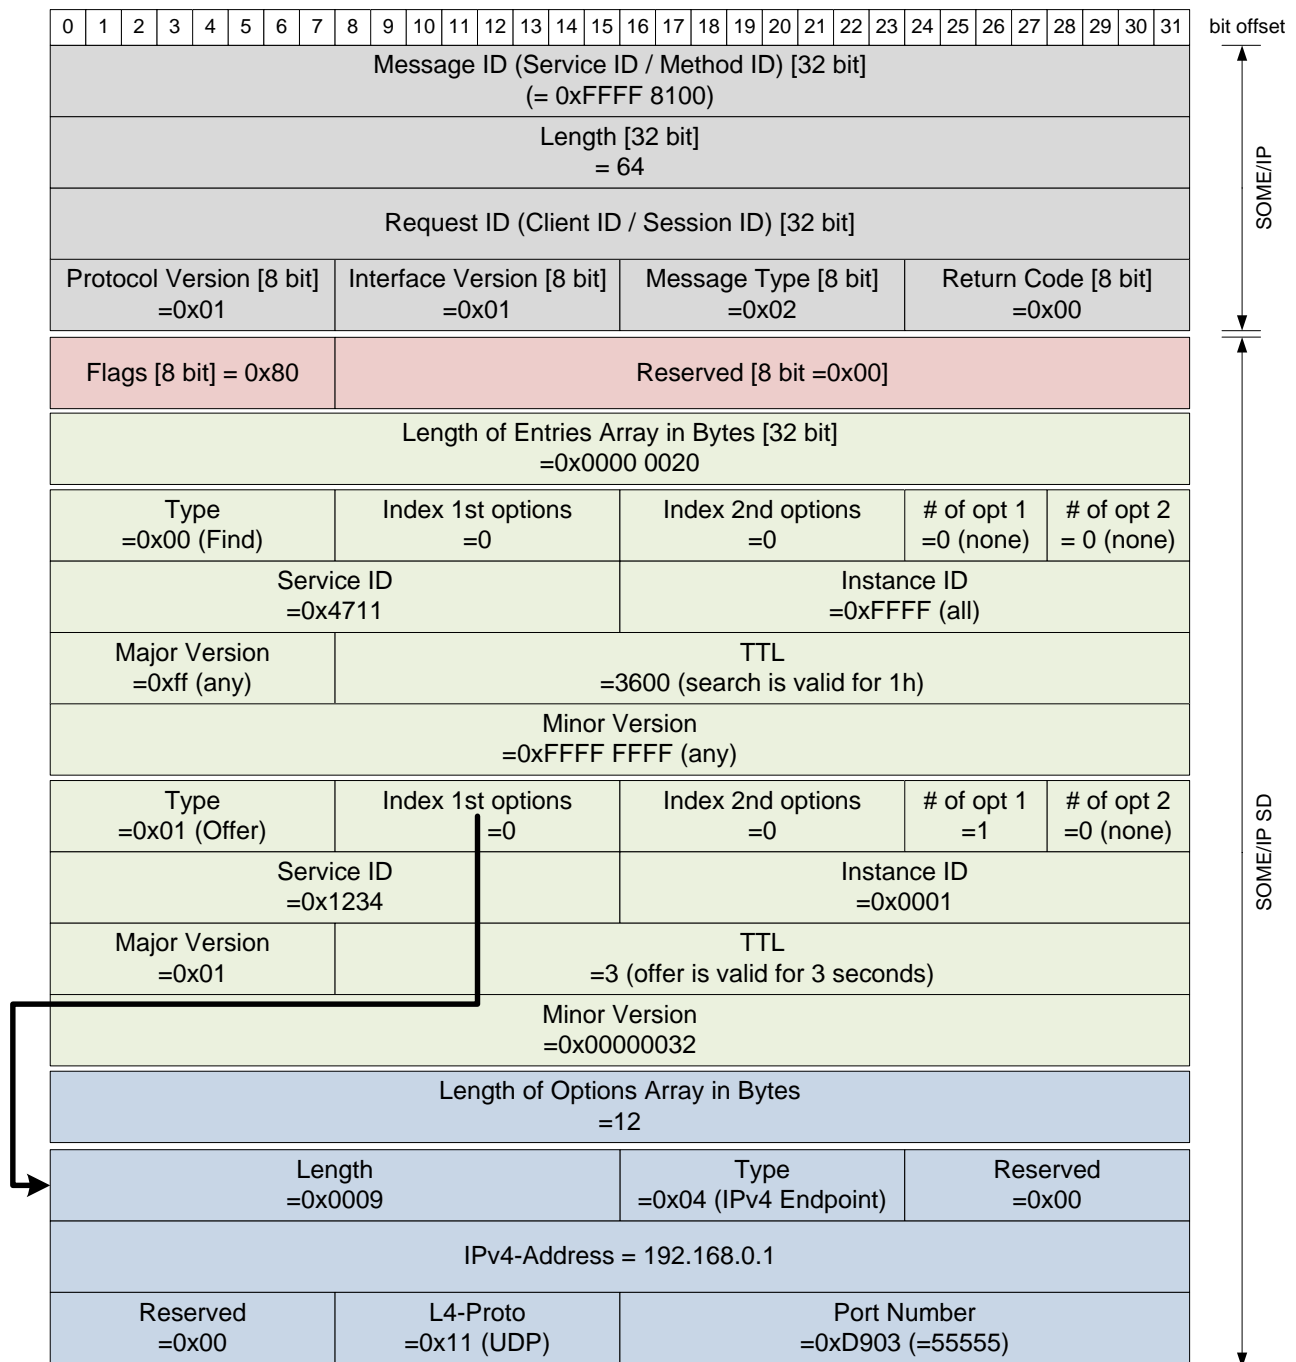 0 1 2 3 4 5 6 7 8 9 10 11 12 13 14 15 16 17 18 19 20 21 22 23 24 25 26 27 28 29 30 31 bit offset
Message ID (Service ID / Method ID) [32 bit]
(= 0xFFFF 8100)
Length [32 bit]
= 64
SOME/IP
Request ID (Client ID / Session ID) [32 bit]
Protocol Version [8 bit] Interface Version [8 bit] Message Type [8 bit] Return Code [8 bit]
=0x01 =0x01 =0x02 =0x00
Flags [8 bit] = 0x80 Reserved [8 bit =0x00]
Length of Entries Array in Bytes [32 bit]
=0x0000 0020
Type Index 1st options Index 2nd options # of opt 1 # of opt 2
=0x00 (Find) =0 =0 =0 (none) = 0 (none)
Service ID Instance ID
=0x4711 =0xFFFF (all)
Major Version TTL
=0xff (any) =3600 (search is valid for 1h)
Minor Version
=0xFFFF FFFF (any)
Type Index 1st options Index 2nd options # of opt 1 # of opt 2
=0x01 (Offer) =0 =0 =1 =0 (none)
SOME/IP SD
Service ID Instance ID
=0x1234 =0x0001
Major Version TTL
=0x01 =3 (offer is valid for 3 seconds)
Minor Version
=0x00000032
Length of Options Array in Bytes
=12
Length Type Reserved
=0x0009 =0x04 (IPv4 Endpoint) =0x00
IPv4-Address = 192.168.0.1
Reserved L4-Proto Port Number
=0x00 =0x11 (UDP) =0xD903 (=55555)